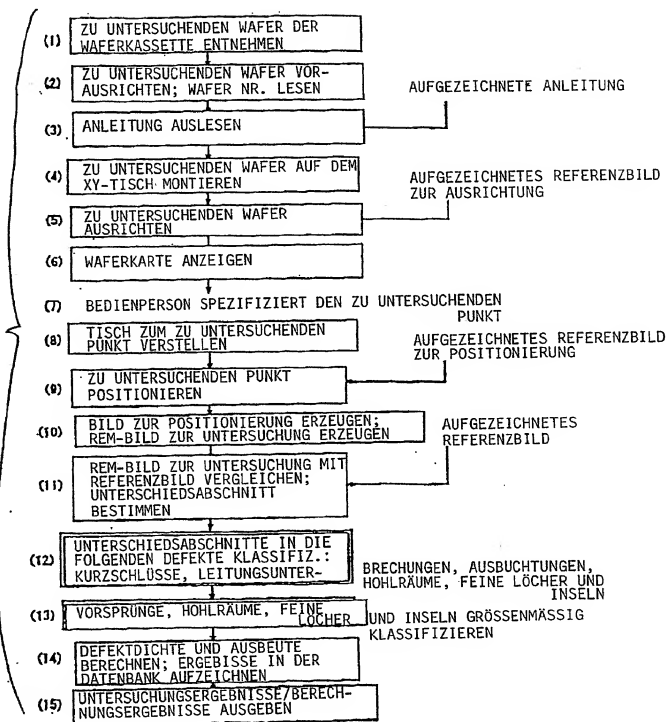 (1) ZU UNTERSUCHENDEN WAFER DER
WAFERKASSETTE ENTNEHMEN
(2) ZU UNTERSUCHENDEN WAFER VOR-
AUSRICHTEN; WAFER NR. LESEN
AUFGEZEICHNETE ANLEITUNG
(3) ANLEITUNG AUSLESEN
(4) ZU UNTERSUCHENDEN WAFER AUF DEM
XY-TISCH MONTIEREN
AUFGEZEICHNETES REFERENZBILD
ZUR AUSRICHTUNG
(5) ZU UNTERSUCHENDEN WAFER
AUSRICHTEN
(6) WAFERKARTE ANZEIGEN
(7) BEDIENPERSON SPEZIFIZIERT DEN ZU UNTERSUCHENDEN
PUNKT
(8) TISCH ZUM ZU UNTERSUCHENDEN
PUNKT VERSTELLEN
AUFGEZEICHNETES REFERENZBILD
ZUR POSITIONIERUNG
(9) ZU UNTERSUCHENDEN PUNKT
POSITIONIEREN
(10) BILD ZUR POSITIONIERUNG ERZEUGEN;
REM-BILD ZUR UNTERSUCHUNG ERZEUGEN
AUFGEZEICHNETES
REFERENZBILD
(11) REM-BILD ZUR UNTERSUCHUNG MIT
REFERENZBILD VERGLEICHEN;
UNTERSCHIEDSABSCHNITT
BESTIMMEN
(12) UNTERSCHIEDSABSCHNITTE IN DIE
FOLGENDEN DEFEKTE KLASSIFIZ.:
KURZSCHLÜSSE, LEITUNGSUNTER-
BRECHUNGEN, AUSBUCHTUNGEN,
HOHLRÄUME, FEINE LÖCHER UND
INSELN
(13) VORSPRÜNGE, HOHLRÄUME, FEINE
LÖCHER UND INSELN GRÖSSENMÄSSIG
KLASSIFIZIEREN
(14) DEFEKTDICHTE UND AUSBEUTE
BERECHNEN; ERGEBNISSE IN DER
DATENBANK AUFZEICHNEN
(15) UNTERSUCHUNGSERGEBNISSE/BERECH-
NUNGSERGEBNISSE AUSGEBEN